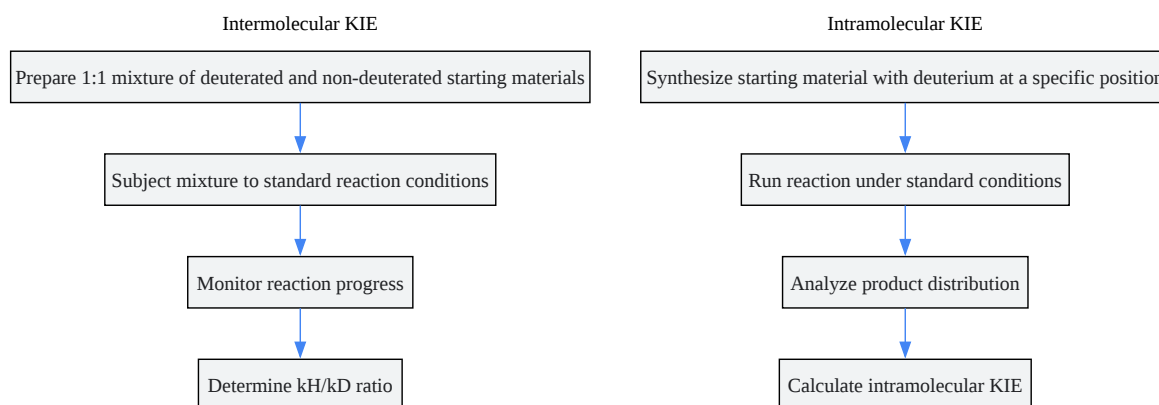 Intermolecular KIE
Prepare 1:1 mixture of deuterated and non-deuterated starting materials
Subject mixture to standard reaction conditions
Monitor reaction progress
Determine kH/kD ratio
Intramolecular KIE
Synthesize starting material with deuterium at a specific position
Run reaction under standard conditions
Analyze product distribution
Calculate intramolecular KIE